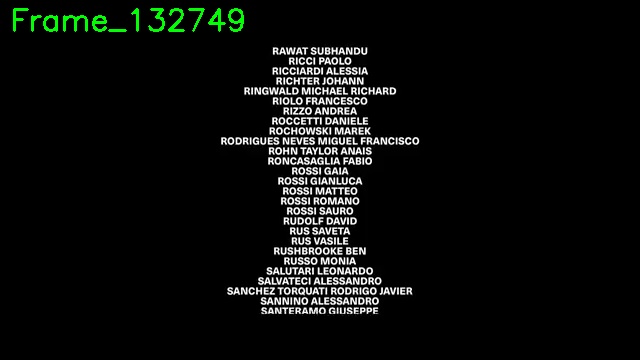 Frame_132749
RAWAT SUBHANDU
RICCI PAOLO
RICCIARDI ALESSIA
RICHTER JOHANN
RINGWALD MICHAEL RICHARD
RIOLO FRANCESCO
RIZZO ANDREA
ROCCETTI DANIELE
ROCHOWSKI MAREK
RODRIGUES NEVES MIGUEL FRANCISCO
ROHN TAYLOR ANAIS
RONCASAGLIA FABIO
ROSSI GAIA
ROSSI GIANLUCA
ROSSI MATTEO
ROSSI ROMANO
ROSSI SAURO
RUDOLF DAVID
RUS SAVETA
RUS VASILE
RUSHBROOKE BEN
RUSSO MONIA
SALUTARI LEONARDO
SALVATECI ALESSANDRO
SANCHEZ TORQUATI RODRIGO JAVIER
SANNINO ALESSANDRO
SANTERAMO GIUSEPPE